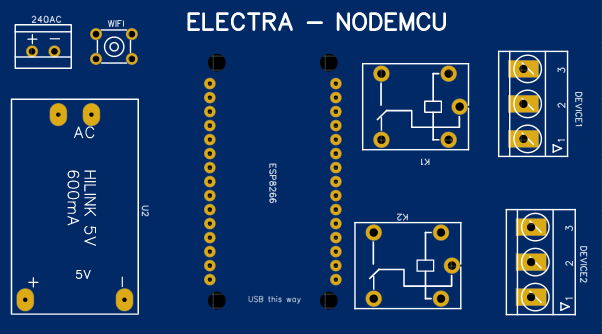 ELECTRA – NODEMCU
240AC
WIFI
+ –
AC
HILINK 5V
600mA
U2
5V
+ –
ESP8266
USB this way
K1
K2
3
2
1
DEVICE1
3
2
1
DEVICE2